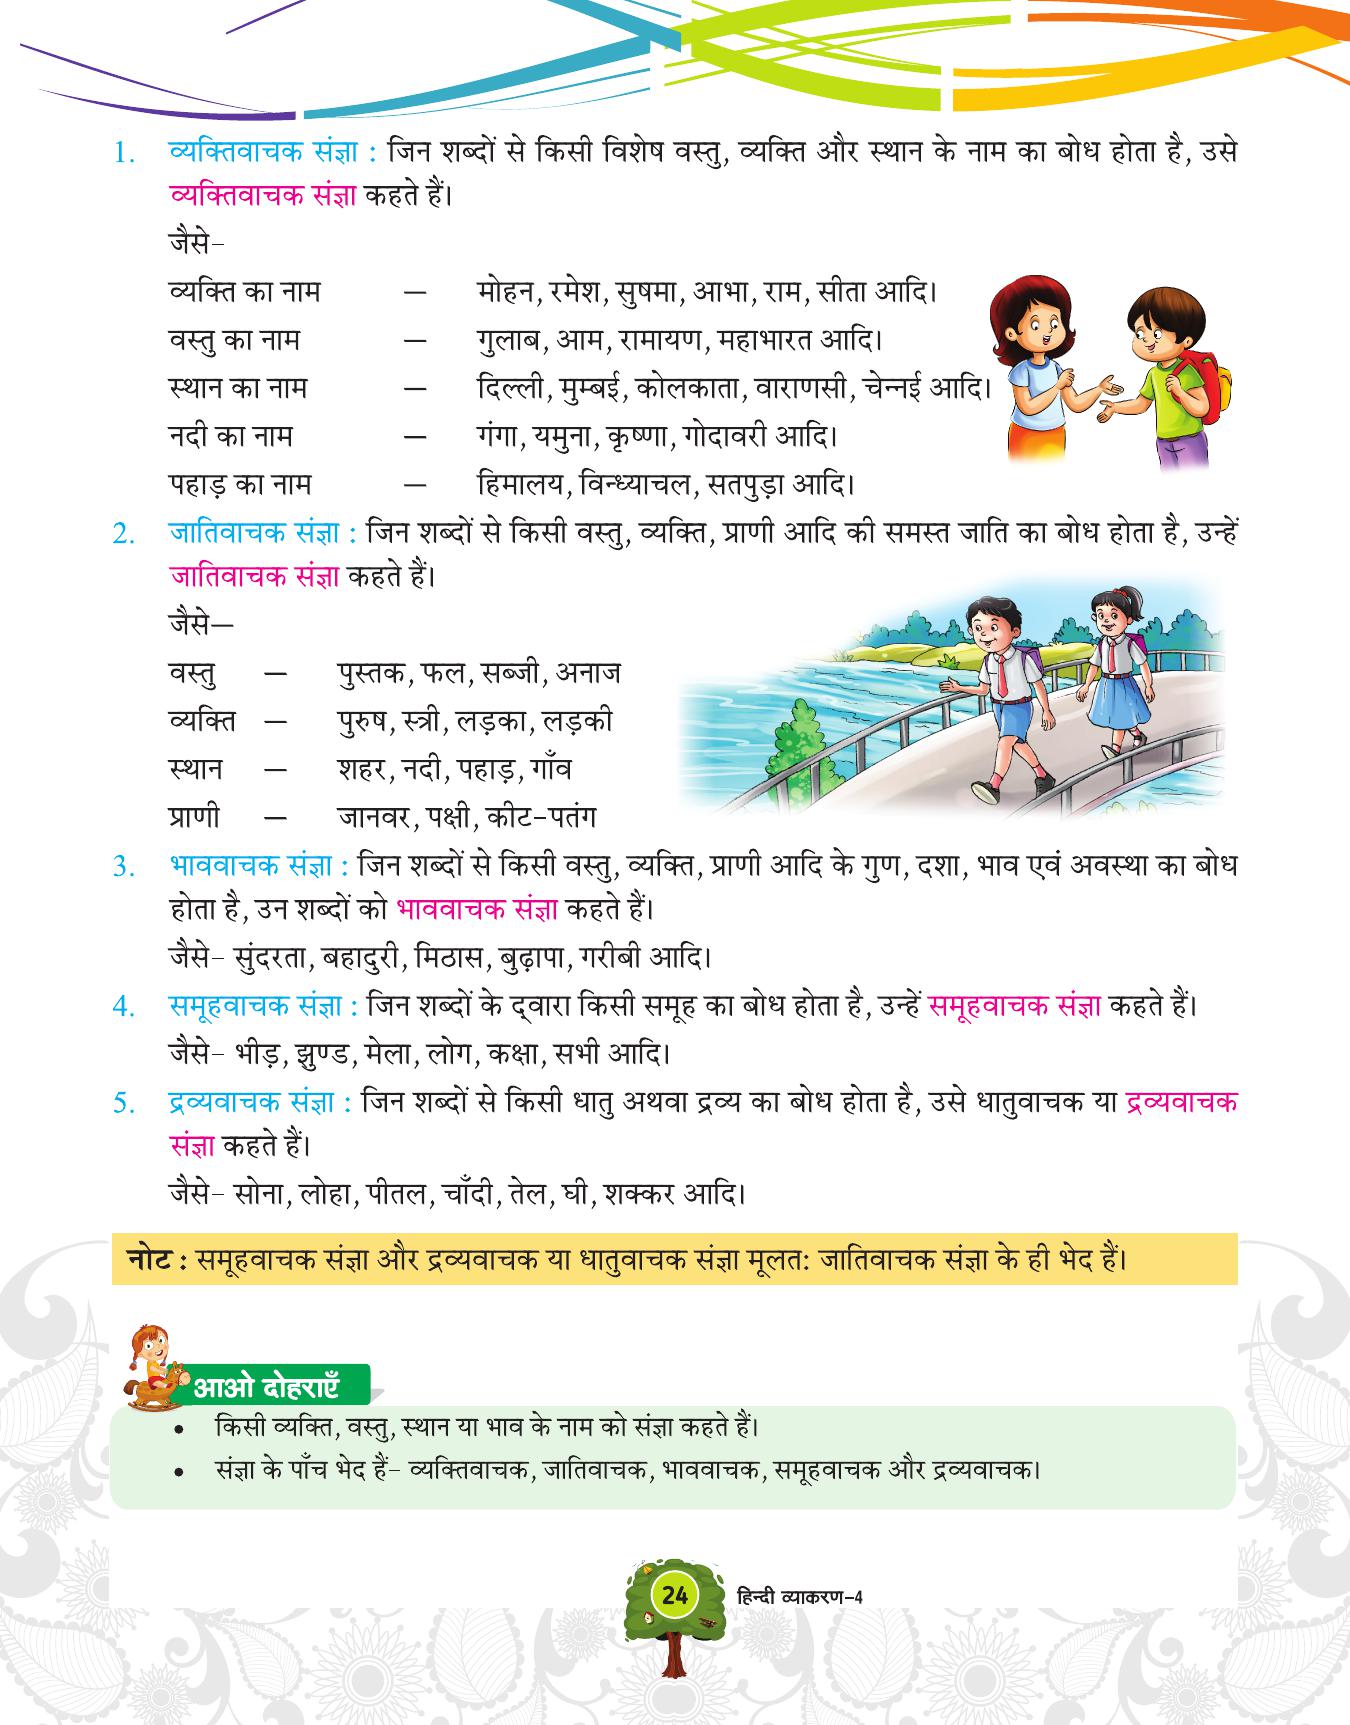 1. व्यक्तिवाचक संज्ञा : जिन शब्दों से किसी विशेष वस्तु, व्यक्ति और स्थान के नाम का बोध होता है, उसे
व्यक्तिवाचक संज्ञा कहते हैं।
जैसे-
व्यक्ति का नाम — मोहन, रमेश, सुषमा, आभा, राम, सीता आदि।
वस्तु का नाम — गुलाब, आम, रामायण, महाभारत आदि।
स्थान का नाम — दिल्ली, मुम्बई, कोलकाता, वाराणसी, चेन्नई आदि।
नदी का नाम — गंगा, यमुना, कृष्णा, गोदावरी आदि।
पहाड़ का नाम — हिमालय, विन्ध्याचल, सतपुड़ा आदि।
2. जातिवाचक संज्ञा : जिन शब्दों से किसी वस्तु, व्यक्ति, प्राणी आदि की समस्त जाति का बोध होता है, उन्हें
जातिवाचक संज्ञा कहते हैं।
जैसे—
वस्तु — पुस्तक, फल, सब्जी, अनाज
व्यक्ति — पुरुष, स्त्री, लड़का, लड़की
स्थान — शहर, नदी, पहाड़, गाँव
प्राणी — जानवर, पक्षी, कीट-पतंग
3. भाववाचक संज्ञा : जिन शब्दों से किसी वस्तु, व्यक्ति, प्राणी आदि के गुण, दशा, भाव एवं अवस्था का बोध
होता है, उन शब्दों को भाववाचक संज्ञा कहते हैं।
जैसे- सुंदरता, बहादुरी, मिठास, बुढ़ापा, गरीबी आदि।
4. समूहवाचक संज्ञा : जिन शब्दों के द्‌वारा किसी समूह का बोध होता है, उन्हें समूहवाचक संज्ञा कहते हैं।
जैसे- भीड़, झुण्ड, मेला, लोग, कक्षा, सभी आदि।
5. द्रव्यवाचक संज्ञा : जिन शब्दों से किसी धातु अथवा द्रव्य का बोध होता है, उसे धातुवाचक या द्रव्यवाचक
संज्ञा कहते हैं।
जैसे- सोना, लोहा, पीतल, चाँदी, तेल, घी, शक्कर आदि।
नोट : समूहवाचक संज्ञा और द्रव्यवाचक या धातुवाचक संज्ञा मूलतः जातिवाचक संज्ञा के ही भेद हैं।
आओ दोहराएँ
• किसी व्यक्ति, वस्तु, स्थान या भाव के नाम को संज्ञा कहते हैं।
• संज्ञा के पाँच भेद हैं- व्यक्तिवाचक, जातिवाचक, भाववाचक, समूहवाचक और द्रव्यवाचक।
24 हिन्दी व्याकरण-4